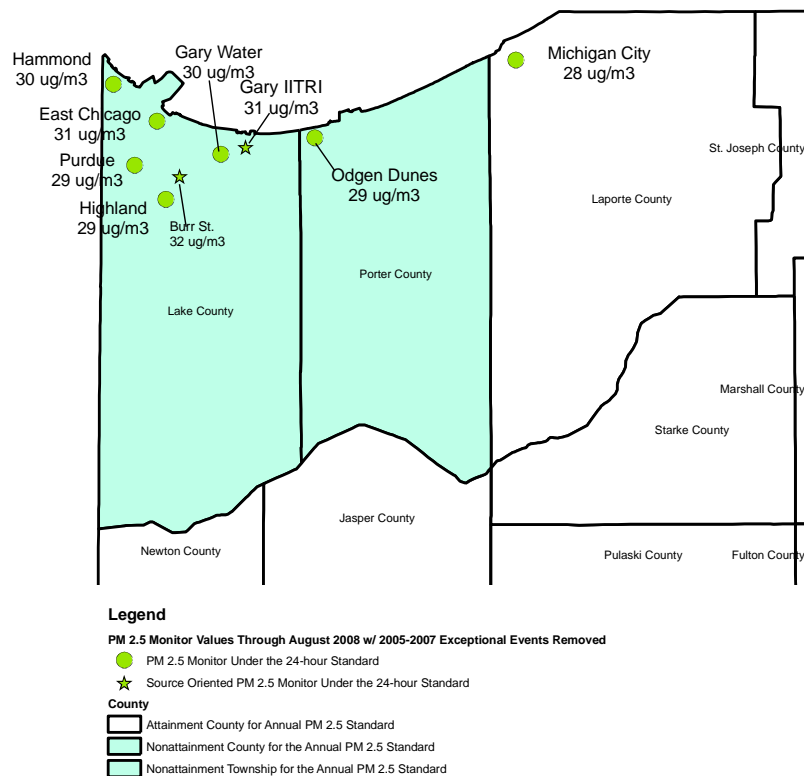 Hammond
30 ug/m3
Gary Water
30 ug/m3
Gary IITRI
31 ug/m3
Michigan City
28 ug/m3
East Chicago
31 ug/m3
Purdue
29 ug/m3
Highland
29 ug/m3
Burr St.
32 ug/m3
Odgen Dunes
29 ug/m3
St. Joseph County
Laporte County
Porter County
Lake County
Marshall County
Starke County
Jasper County
Newton County
Pulaski County
Fulton County
Legend
PM 2.5 Monitor Values Through August 2008 w/ 2005-2007 Exceptional Events Removed
PM 2.5 Monitor Under the 24-hour Standard
Source Oriented PM 2.5 Monitor Under the 24-hour Standard
County
Attainment County for Annual PM 2.5 Standard
Nonattainment County for the Annual PM 2.5 Standard
Nonattainment Township for the Annual PM 2.5 Standard